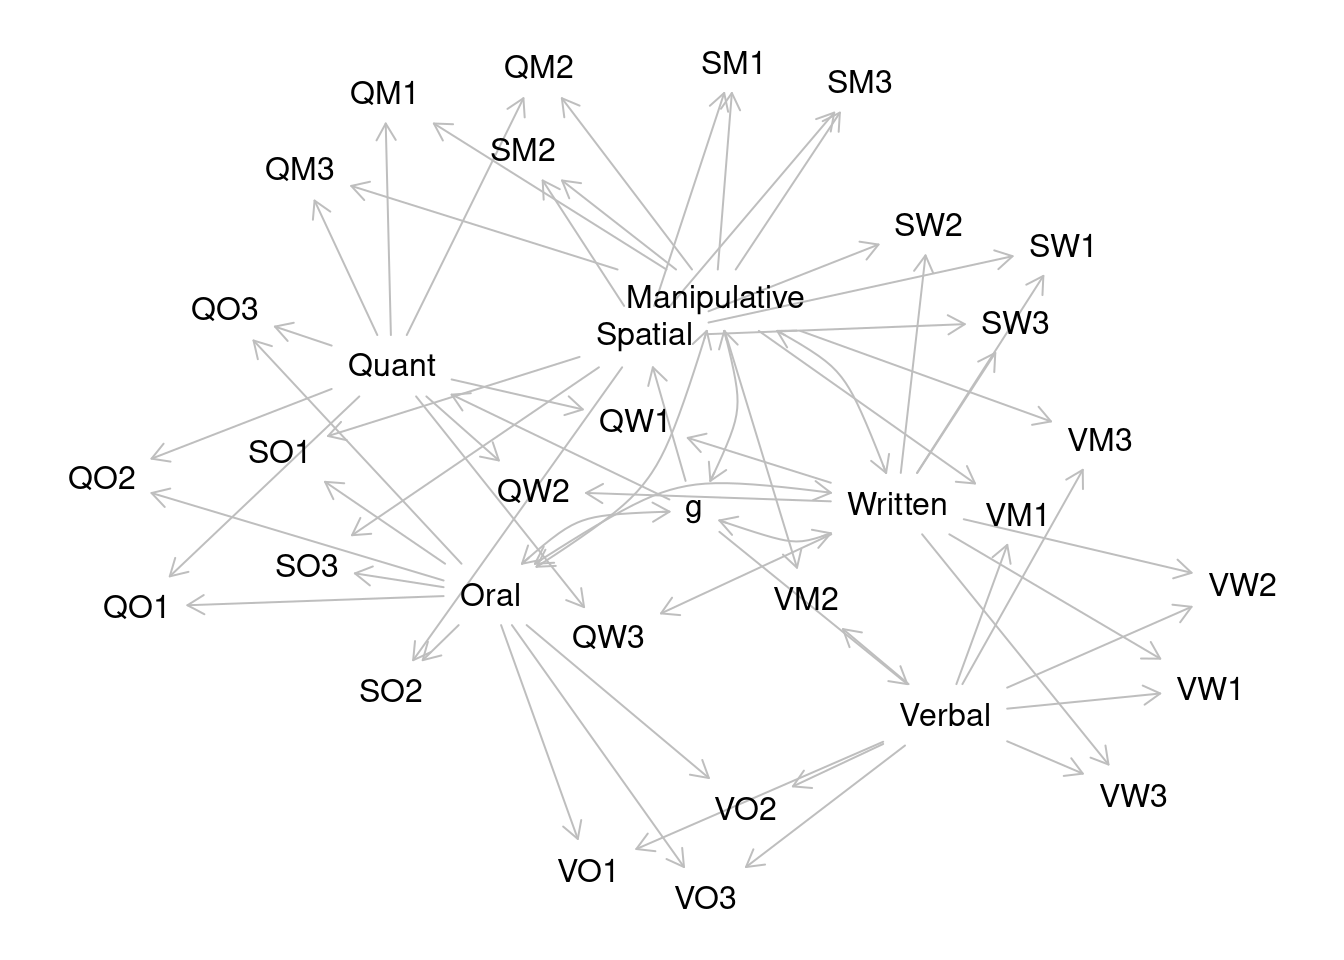 QM2
SM1
SM3
QM1
SM2
QM3
SW2
SW1
Manipulative
QO3
SW3
Spatial
Quant
QW1
VM3
SO1
QO2
QW2
Written
g
VM1
SO3
VW2
Oral
VM2
QO1
QW3
SO2
VW1
Verbal
VW3
VO2
VO1
VO3